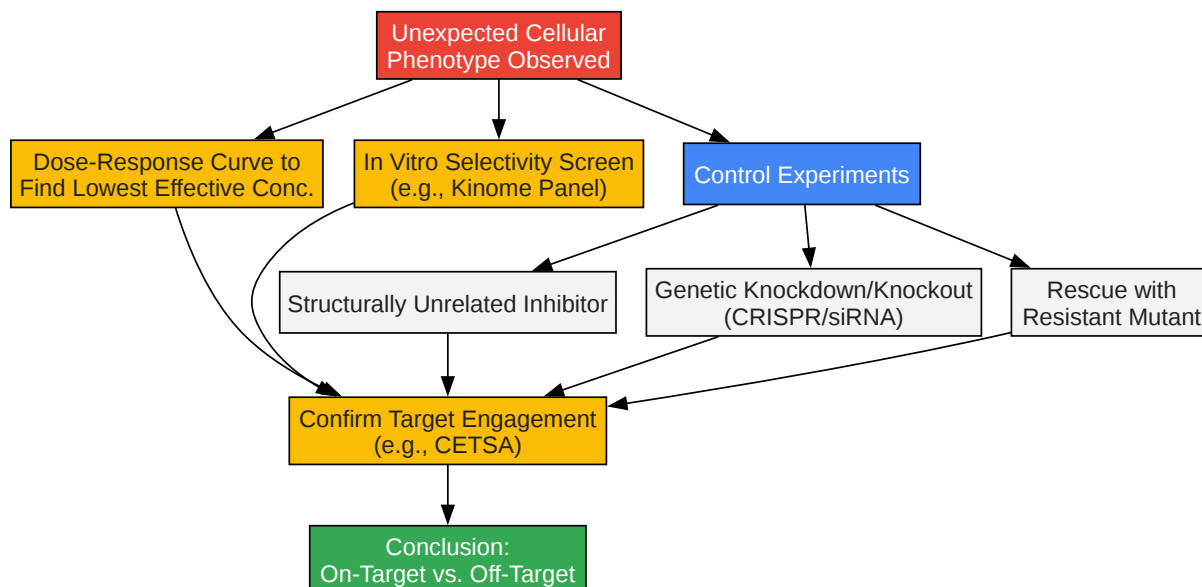 Unexpected Cellular
Phenotype Observed
Dose-Response Curve to
Find Lowest Effective Conc.
In Vitro Selectivity Screen
(e.g., Kinome Panel)
Control Experiments
Structurally Unrelated Inhibitor
Genetic Knockdown/Knockout
(CRISPR/siRNA)
Rescue with
Resistant Mutant
Confirm Target Engagement
(e.g., CETSA)
Conclusion:
On-Target vs. Off-Target